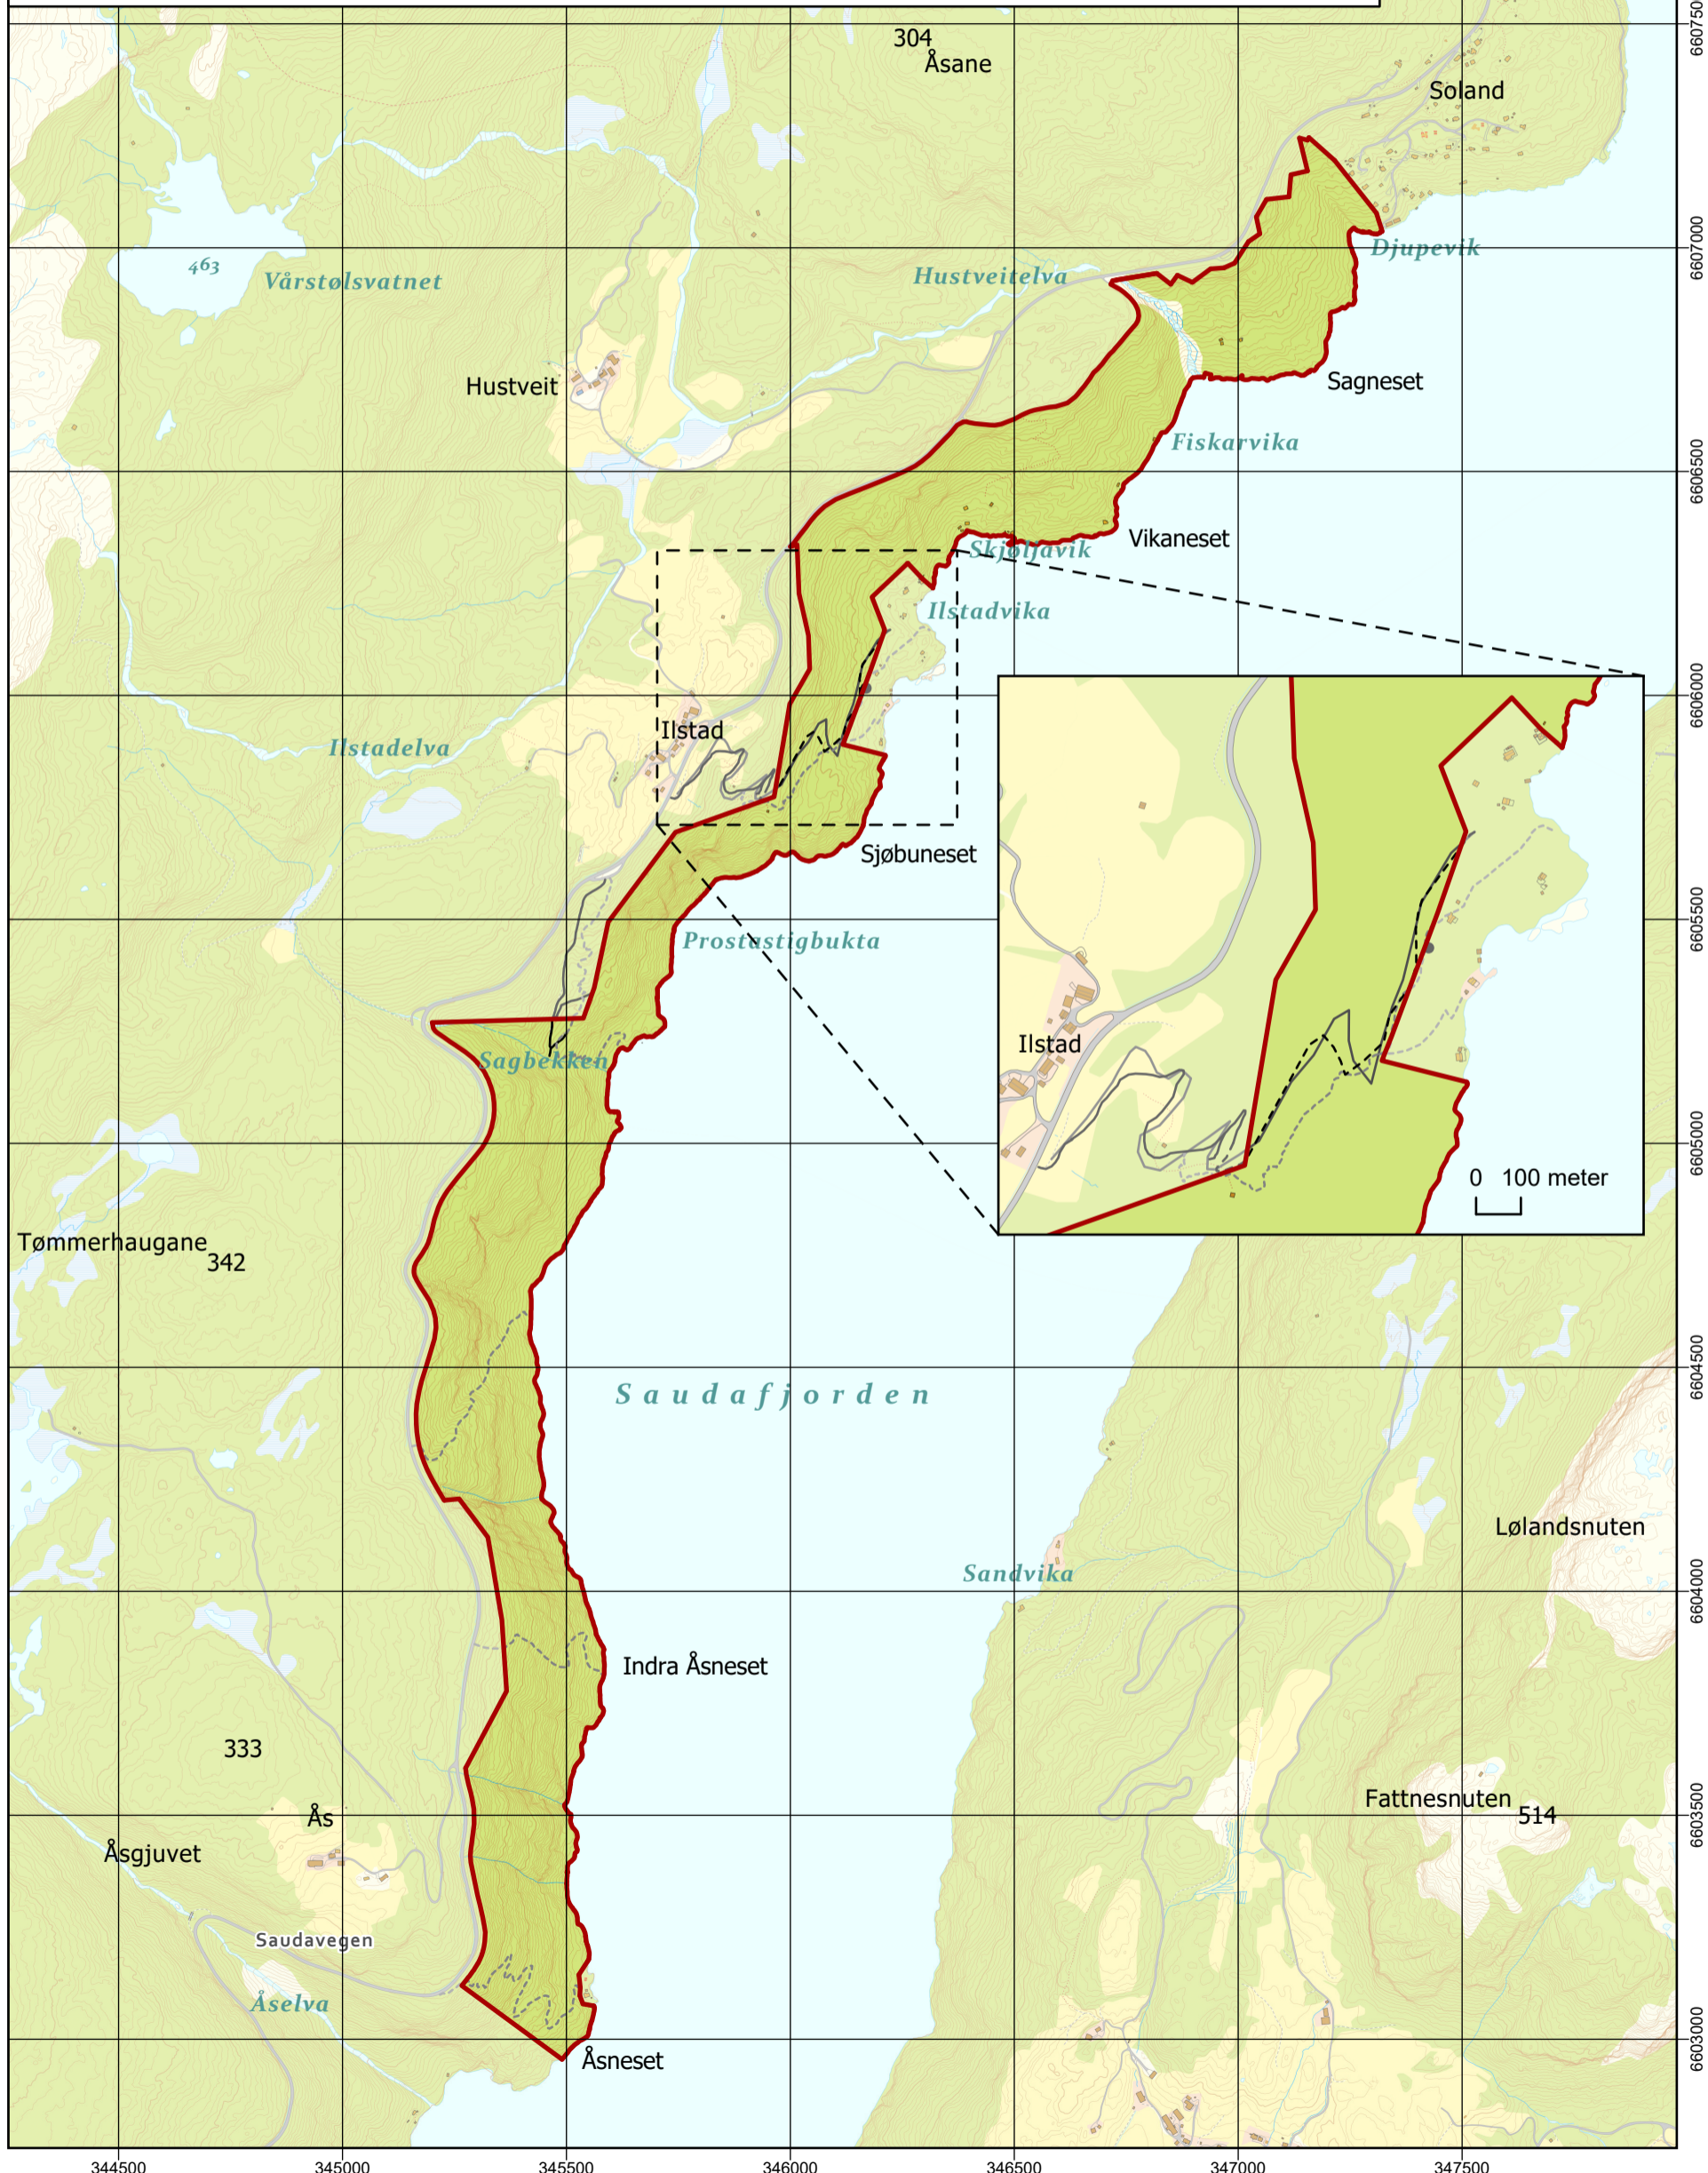 304
Åsane
Soland
6607500
463
Vårstølsvatnet
Hustveitelva
Djupevik
6607000
Hustveit
Sagneset
Fiskarvika
6606500
Vikaneset
Skjoljavik
Ilstadvika
6606000
Ilstad
Ilstadelva
Sjøbuneset
Prostastigbukta
6605500
Ilstad
Sagbekken
6605000
0 100 meter
Tømmerhaugane
342
6604500
Saudafjorden
Lølandsnuten
Sandvika
6604000
Indra Åsneset
333
Fattnesnuten
514
Ås
6603500
Åsgjuvet
Saudavegen
Åselva
6603000
Åsneset
344500 345000 345500 346000 346500 347000 347500